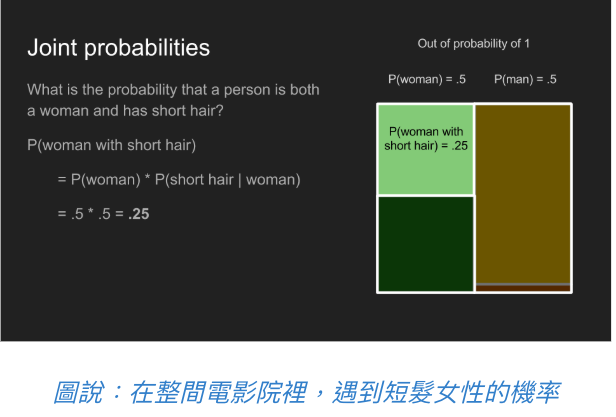 Joint probabilities
What is the probability that a person is both
a woman and has short hair?
P(woman with short hair)
= P(woman) * P(short hair | woman)
= .5 * .5 = .25
Out of probability of 1
P(woman) = .5
P(man) = .5
P(woman with
short hair) = .25
圖說：在整間電影院裡，遇到短髮女性的機率